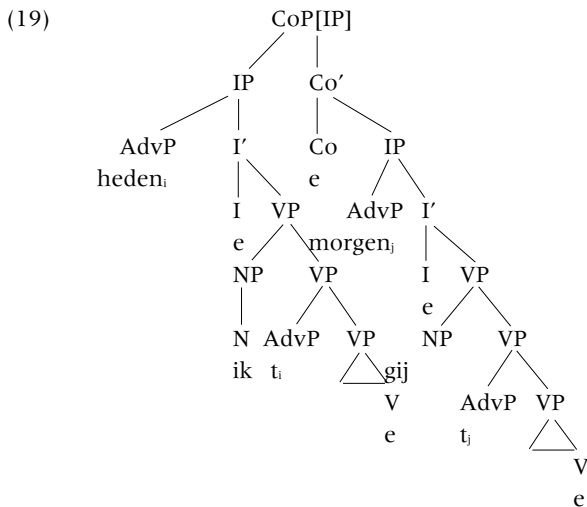 (19) CoP[IP]
IP Co′
AdvP I′ Co IP
hedenᵢ e
I VP AdvP I′
e morgenⱼ
NP VP I VP
e
N AdvP VP NP VP
ik tᵢ gij
V AdvP VP
e tⱼ
V
e